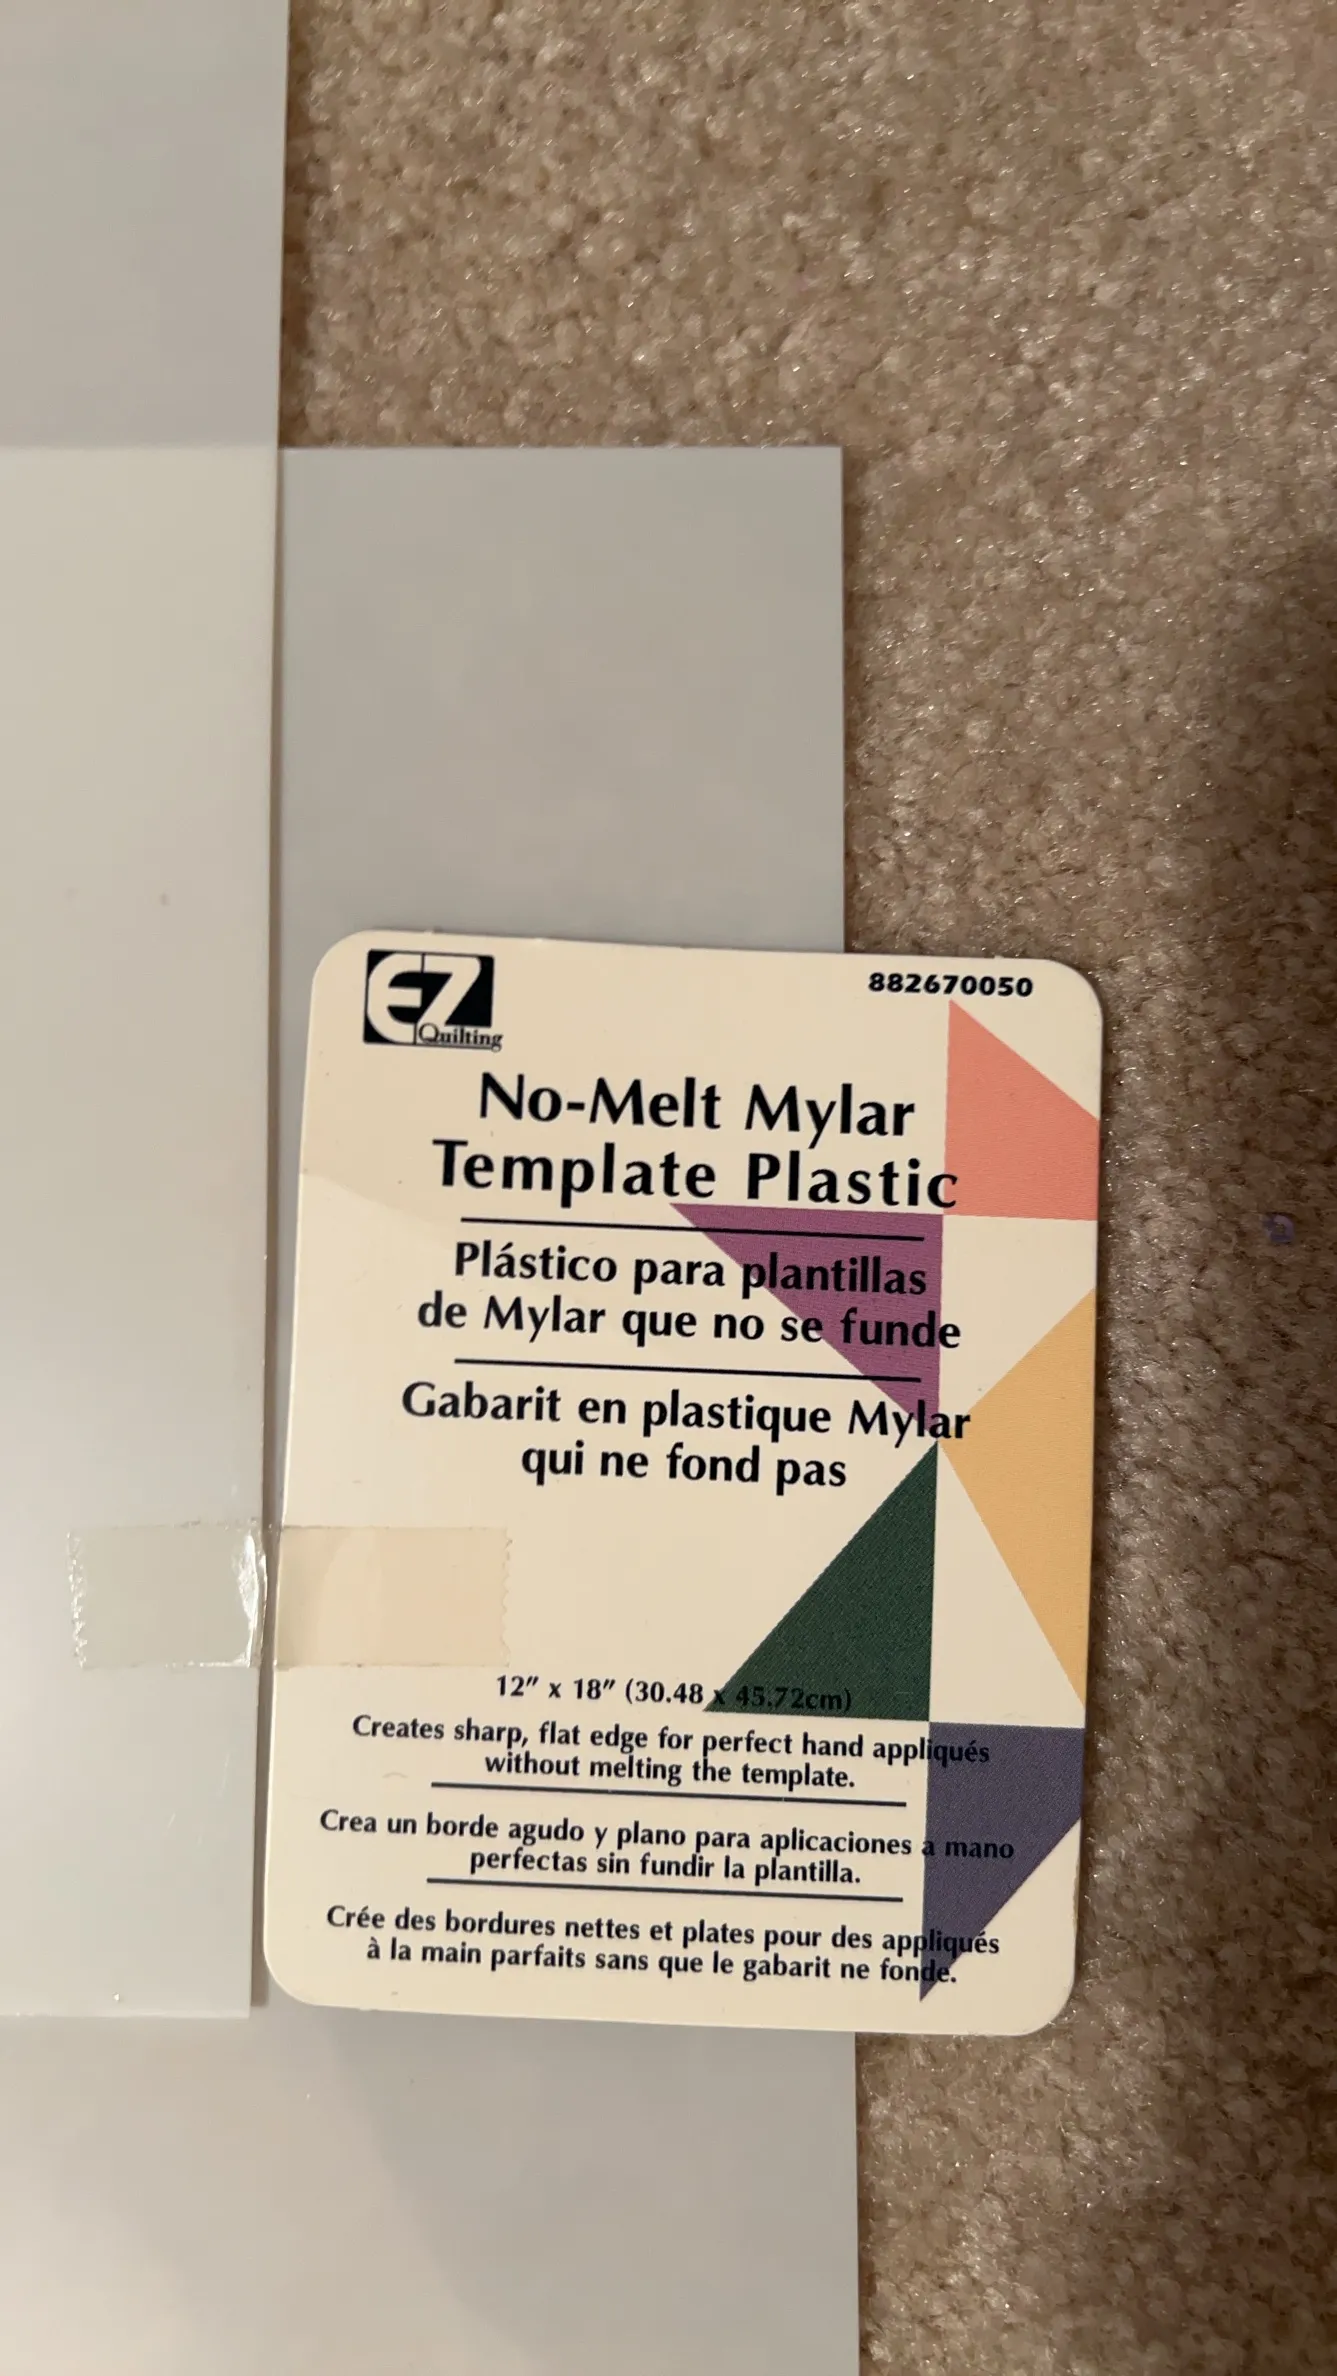 EZ
Quilting
882670050
No-Melt Mylar
Template Plastic
Plástico para plantillas
de Mylar que no se funde
Gabarit en plastique Mylar
qui ne fond pas
12" x 18" (30.48 x 45.72cm)
Creates sharp, flat edge for perfect hand appliqués
without melting the template.
Crea un borde agudo y plano para aplicaciones a mano
perfectas sin fundir la plantilla.
Crée des bordures nettes et plates pour des appliqués
à la main parfaits sans que le gabarit ne fonde.